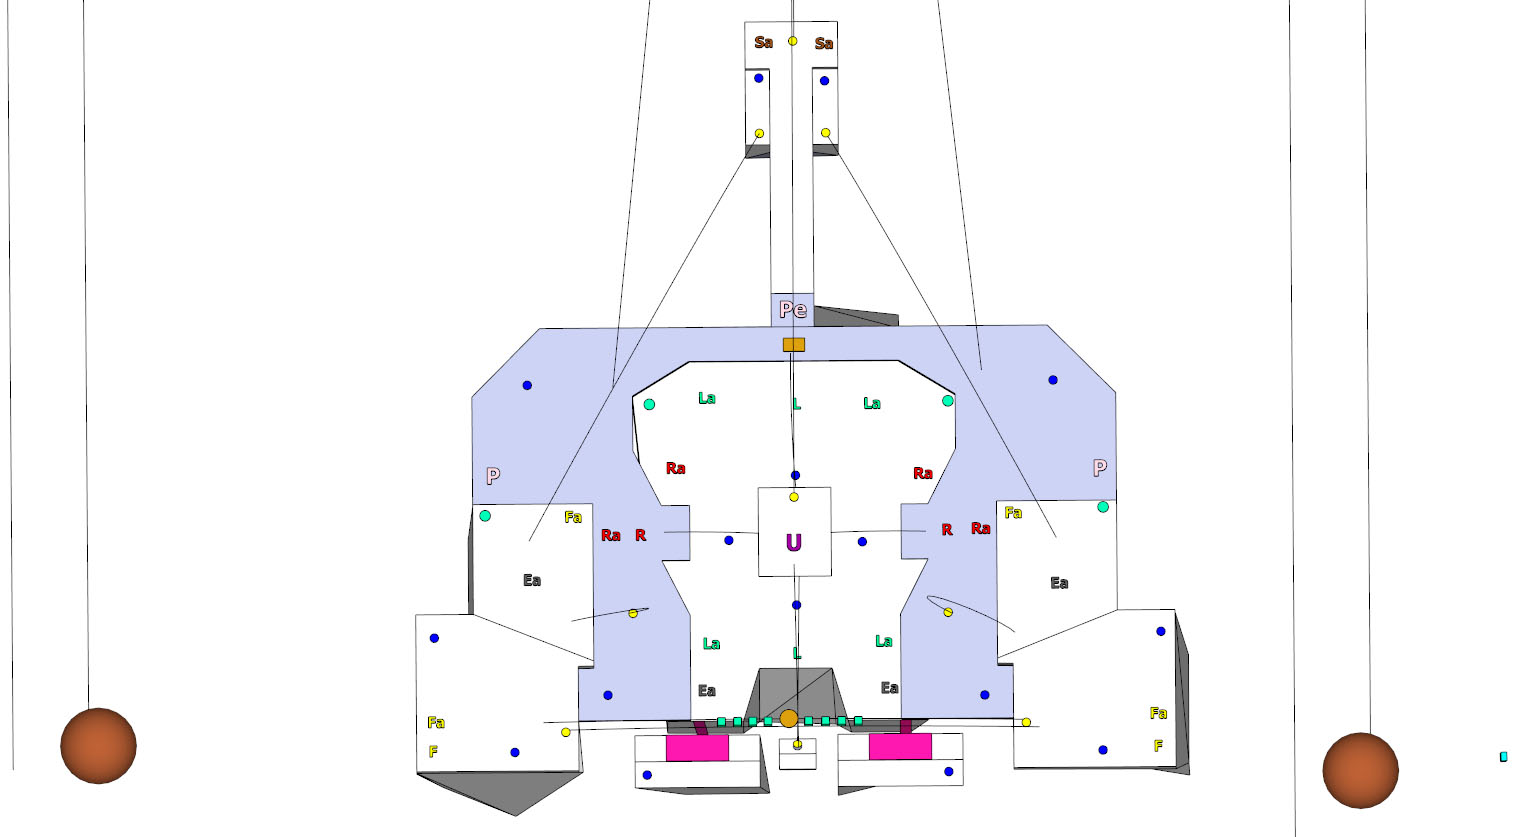 Sa Sa
Pe
La L La
Ra Ra
P P
Fa Fa
Ra R U R Ra
Ea Ea
La L La
Ea Ea
Fa Fa
F F